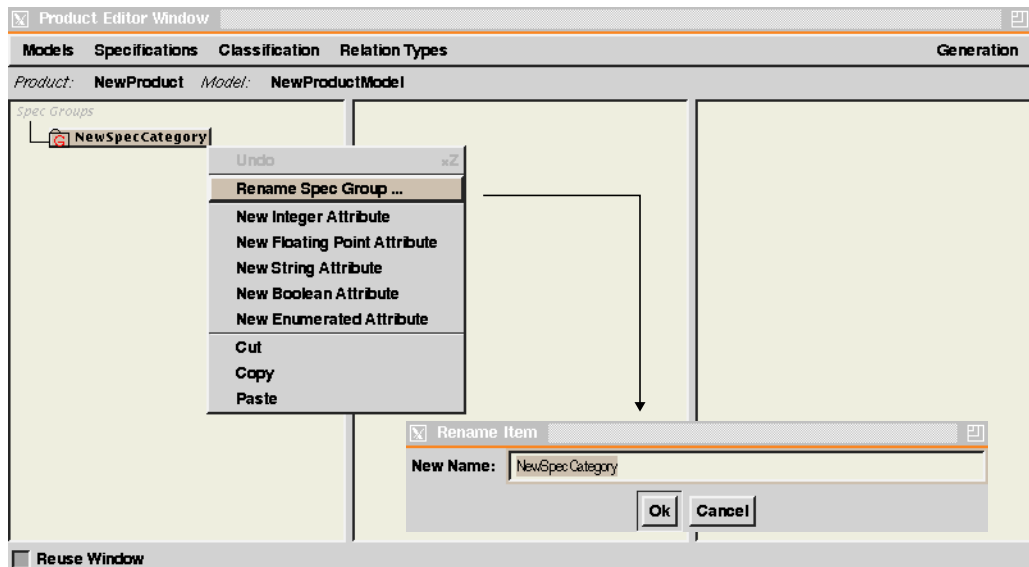 Product Editor Window
Models Specifications Classification Relation Types Generation
Product: NewProduct Model: NewProductModel
Spec Groups
G NewSpecCategory
Undo ×Z
Rename Spec Group ...
New Integer Attribute
New Floating Point Attribute
New String Attribute
New Boolean Attribute
New Enumerated Attribute
Cut
Copy
Paste
Rename Item
New Name: NewSpecCategory
Ok Cancel
Reuse Window